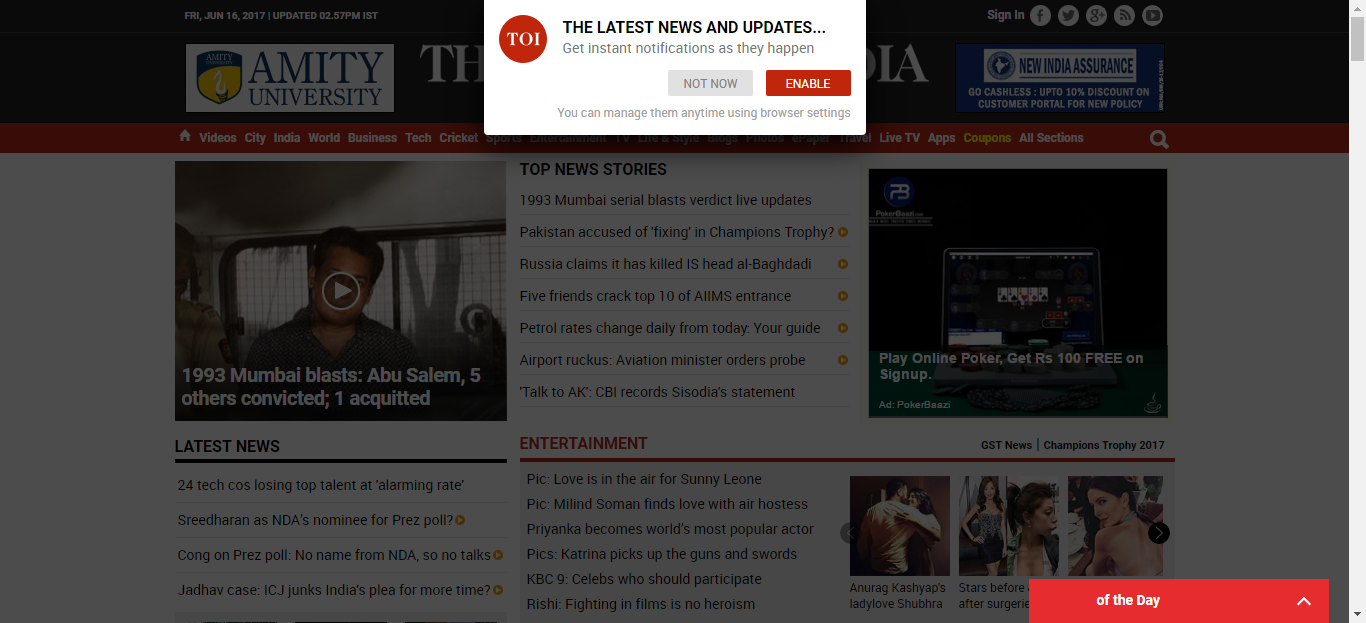 FRI, JUN 16, 2017 | UPDATED 02.57PM IST
Sign In
TOI
THE LATEST NEWS AND UPDATES...
Get instant notifications as they happen
NOT NOW
ENABLE
You can manage them anytime using browser settings
AMITY
UNIVERSITY
AMITY
UNIVERSITY
TH
DIA
NEW INDIA ASSURANCE
GO CASHLESS : UPTO 10% DISCOUNT ON
CUSTOMER PORTAL FOR NEW POLICY
Videos City India World Business Tech Cricket Sports Entertainment TV Life & Style Blogs Photos ePaper Travel Live TV Apps Coupons All Sections
1993 Mumbai blasts: Abu Salem, 5
others convicted; 1 acquitted
TOP NEWS STORIES
1993 Mumbai serial blasts verdict live updates
Pakistan accused of 'fixing' in Champions Trophy?
Russia claims it has killed IS head al-Baghdadi
Five friends crack top 10 of AIIMS entrance
Petrol rates change daily from today: Your guide
Airport ruckus: Aviation minister orders probe
'Talk to AK': CBI records Sisodia's statement
PB
PokerBaazi.com
Play Online Poker, Get Rs 100 FREE on
Signup.
Ad: PokerBaazi
LATEST NEWS
24 tech cos losing top talent at 'alarming rate'
Sreedharan as NDA's nominee for Prez poll?
Cong on Prez poll: No name from NDA, so no talks
Jadhav case: ICJ junks India's plea for more time?
ENTERTAINMENT
GST News | Champions Trophy 2017
Pic: Love is in the air for Sunny Leone
Pic: Milind Soman finds love with air hostess
Priyanka becomes world's most popular actor
Pics: Katrina picks up the guns and swords
KBC 9: Celebs who should participate
Rishi: Fighting in films is no heroism
Anurag Kashyap's
ladylove Shubhra
Stars before
after surgerie
of the Day